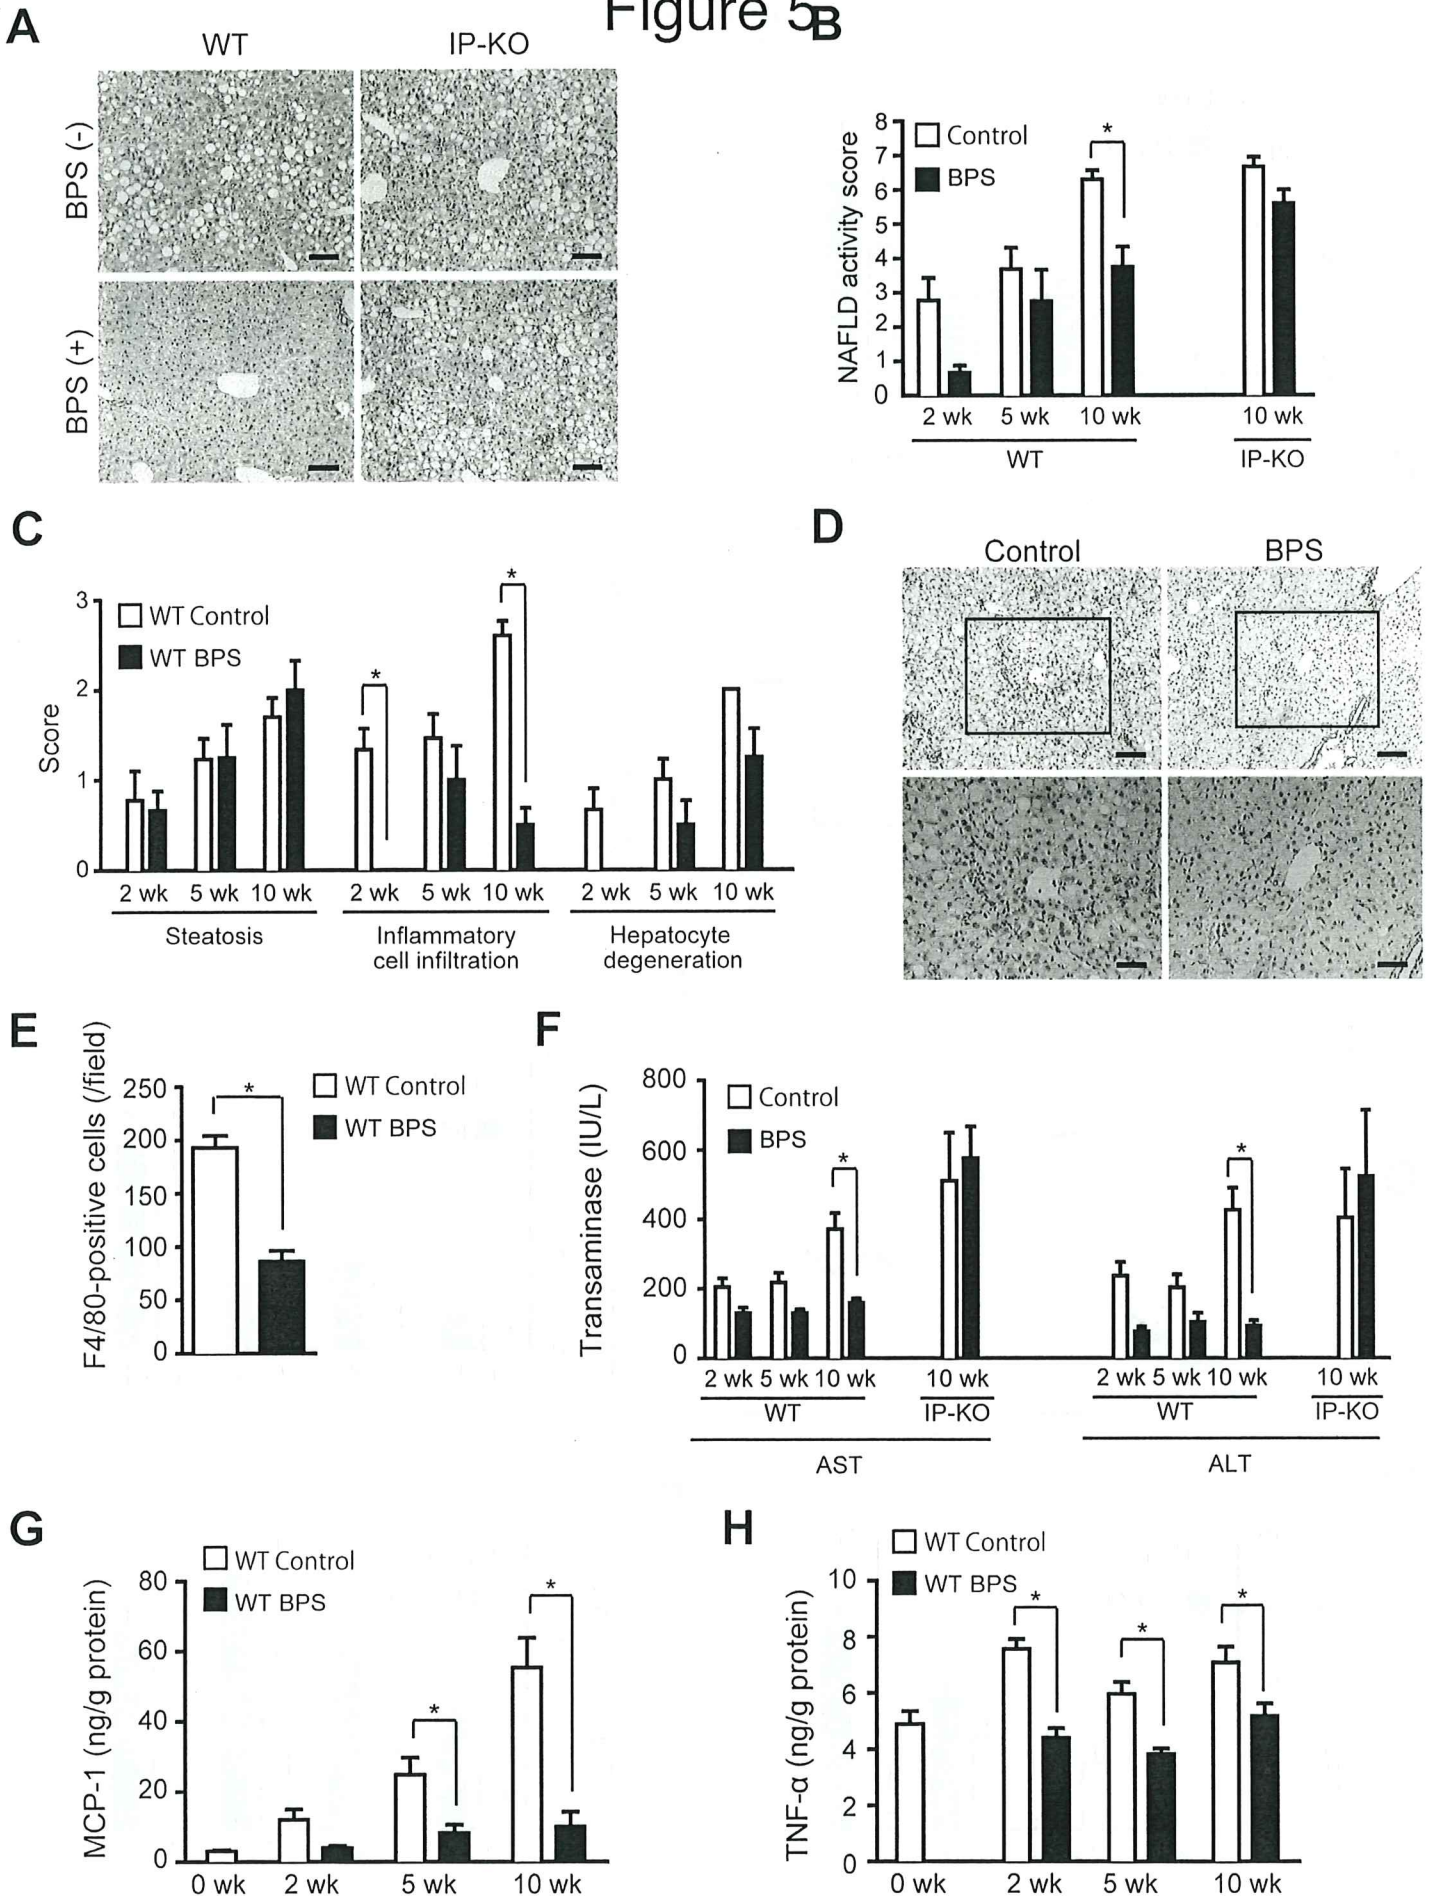 Figure 5
A
WT
IP-KO
BPS (-)
BPS (+)
B
NAFLD activity score
8
7
6
5
4
3
2
1
0
Control
BPS
*
2 wk 5 wk 10 wk 10 wk
WT IP-KO
C
Score
3
2
1
0
WT Control
WT BPS
*
*
2 wk 5 wk 10 wk 2 wk 5 wk 10 wk 2 wk 5 wk 10 wk
Steatosis
Inflammatory
cell infiltration
Hepatocyte
degeneration
D
Control BPS
E
F4/80-positive cells (/field)
250
200
150
100
50
0
*
WT Control
WT BPS
F
Transaminase (IU/L)
800
600
400
200
0
Control
BPS
*
*
2 wk 5 wk 10 wk 10 wk 2 wk 5 wk 10 wk 10 wk
WT IP-KO WT IP-KO
AST ALT
G
MCP-1 (ng/g protein)
80
60
40
20
0
WT Control
WT BPS
*
*
0 wk 2 wk 5 wk 10 wk
H
TNF-α (ng/g protein)
10
8
6
4
2
0
WT Control
WT BPS
*
*
*
0 wk 2 wk 5 wk 10 wk